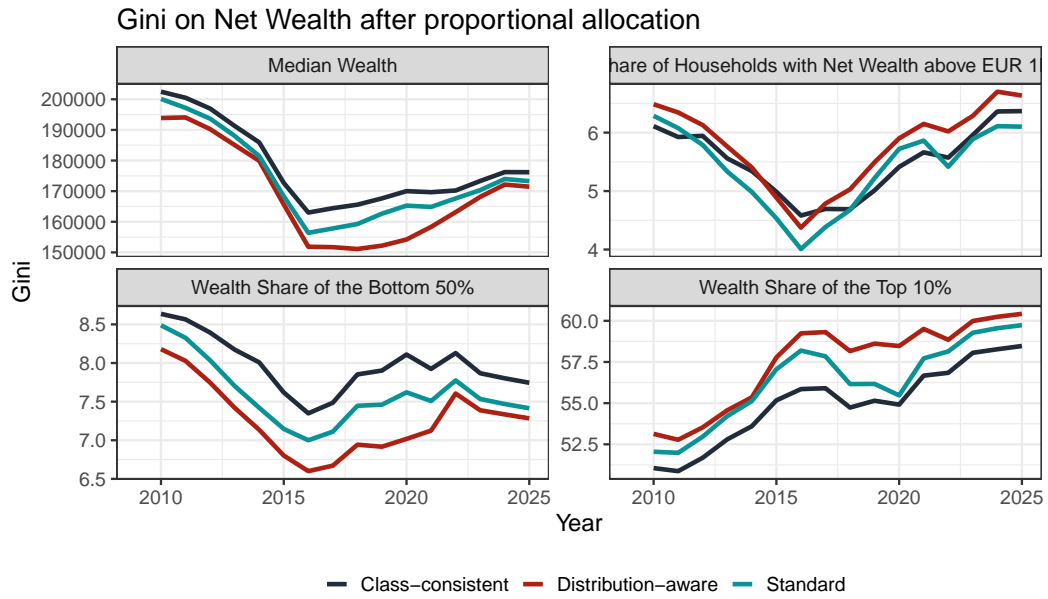 Gini on Net Wealth after proportional allocation
Median Wealth
hare of Households with Net Wealth above EUR 1
200000
190000
180000
170000
160000
150000
6
5
4
Gini
Wealth Share of the Bottom 50%
Wealth Share of the Top 10%
8.5
8.0
7.5
7.0
6.5
60.0
57.5
55.0
52.5
2010 2015 2020 2025
2010 2015 2020 2025
Year
Class−consistent Distribution−aware Standard